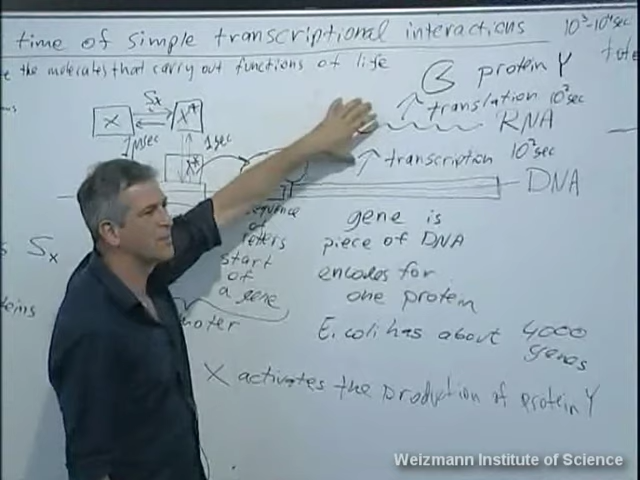 time of simple transcriptional interactions 10³-10⁴sec
the molecules that carry out functions of life
protein Y
translation 10²sec
RNA
transcription 10²sec
DNA
Sx
X X*
1μsec 1sec
X*
Sx
sequence
of
letters
start
of
a gene
gene is
piece of DNA
encodes for
one protein
E.coli has about 4000
genes
X activates the production of protein Y
Weizmann Institute of Science